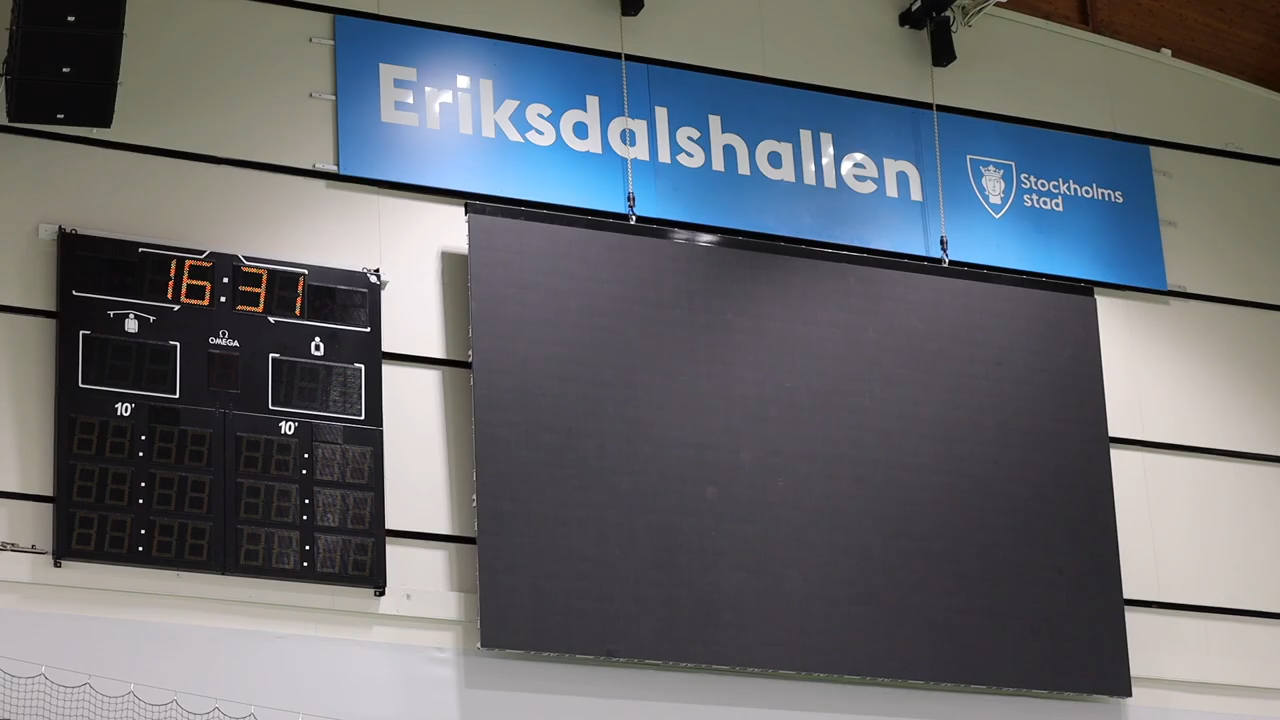 Eriksdalshallen
Stockholms
stad
16:31
Ω
OMEGA
10'
10'